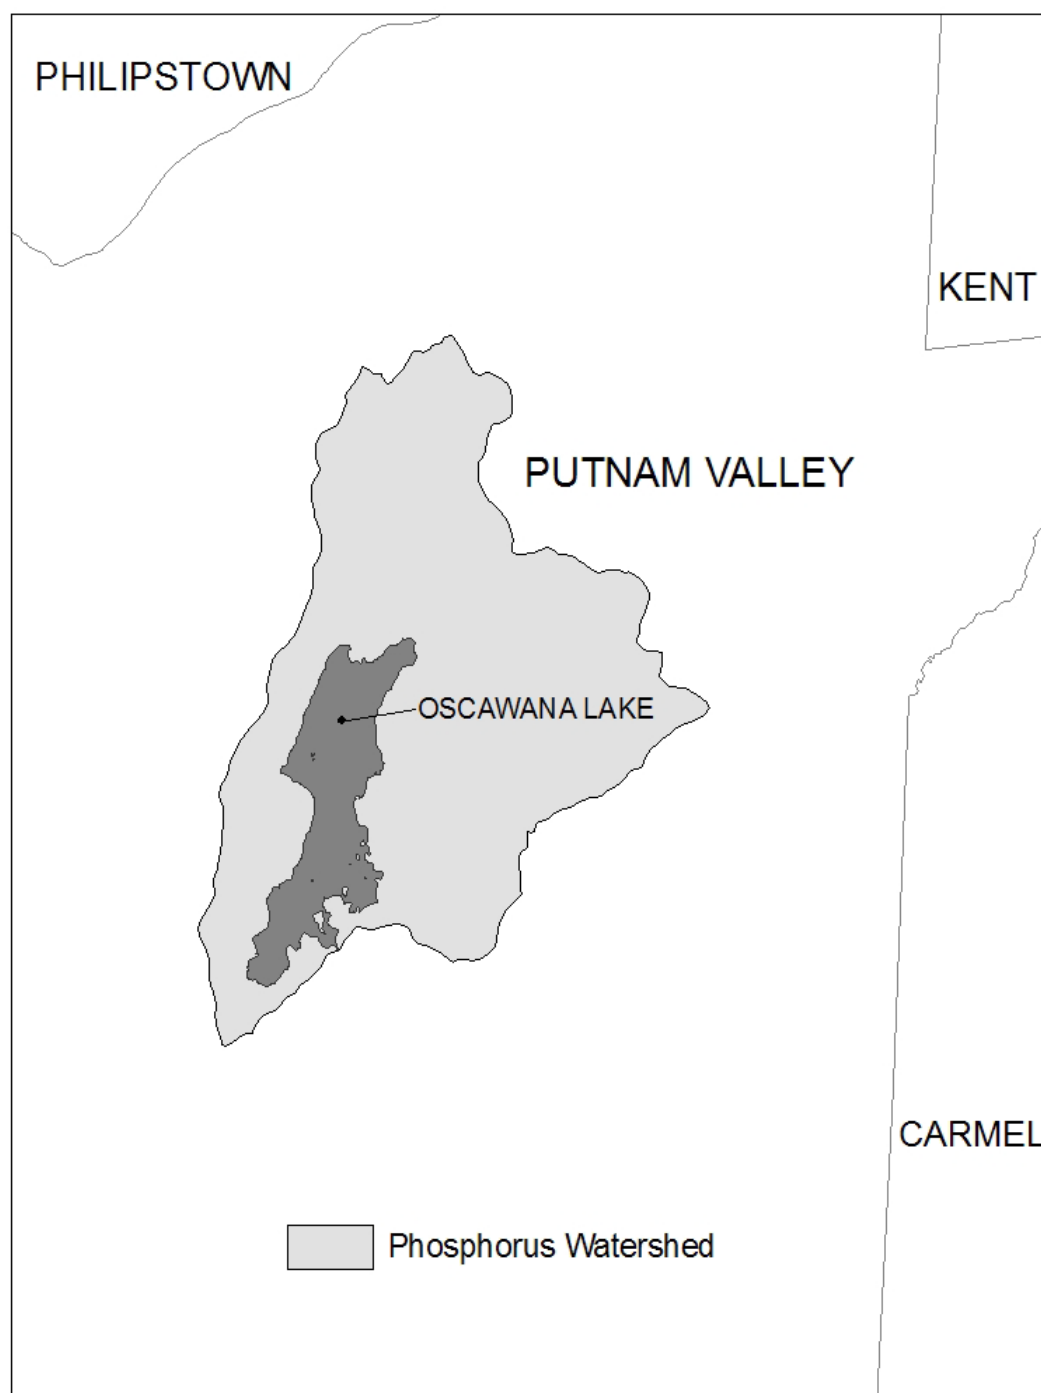 PHILIPSTOWN
KENT
PUTNAM VALLEY
OSCAWANA LAKE
CARMEL
Phosphorus Watershed